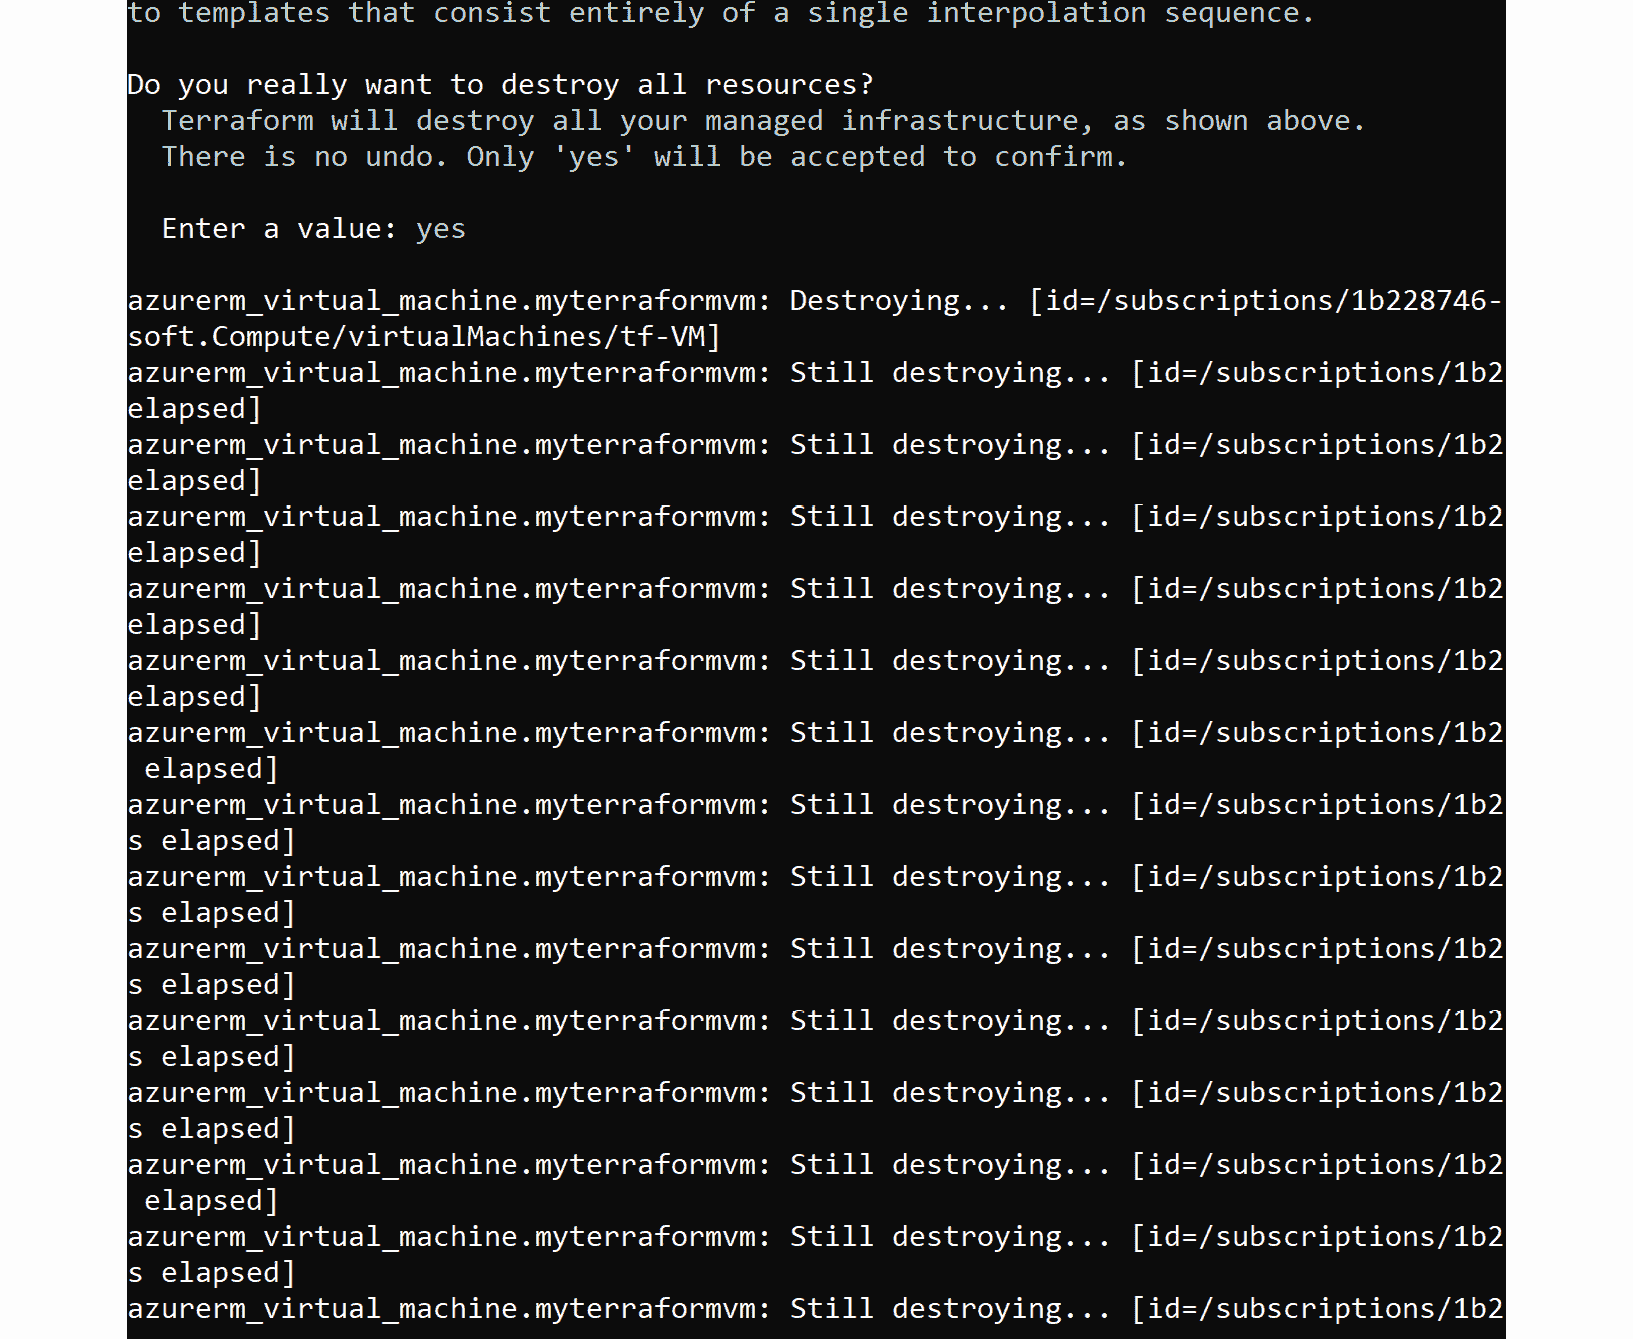 to templates that consist entirely of a single interpolation sequence.
Do you really want to destroy all resources?
Terraform will destroy all your managed infrastructure, as shown above.
There is no undo. Only 'yes' will be accepted to confirm.
Enter a value: yes
azurerm_virtual_machine.myterraformvm: Destroying... [id=/subscriptions/1b228746-
soft.Compute/virtualMachines/tf-VM]
azurerm_virtual_machine.myterraformvm: Still destroying... [id=/subscriptions/1b2
elapsed]
azurerm_virtual_machine.myterraformvm: Still destroying... [id=/subscriptions/1b2
elapsed]
azurerm_virtual_machine.myterraformvm: Still destroying... [id=/subscriptions/1b2
elapsed]
azurerm_virtual_machine.myterraformvm: Still destroying... [id=/subscriptions/1b2
elapsed]
azurerm_virtual_machine.myterraformvm: Still destroying... [id=/subscriptions/1b2
elapsed]
azurerm_virtual_machine.myterraformvm: Still destroying... [id=/subscriptions/1b2
elapsed]
azurerm_virtual_machine.myterraformvm: Still destroying... [id=/subscriptions/1b2
s elapsed]
azurerm_virtual_machine.myterraformvm: Still destroying... [id=/subscriptions/1b2
s elapsed]
azurerm_virtual_machine.myterraformvm: Still destroying... [id=/subscriptions/1b2
s elapsed]
azurerm_virtual_machine.myterraformvm: Still destroying... [id=/subscriptions/1b2
s elapsed]
azurerm_virtual_machine.myterraformvm: Still destroying... [id=/subscriptions/1b2
s elapsed]
azurerm_virtual_machine.myterraformvm: Still destroying... [id=/subscriptions/1b2
elapsed]
azurerm_virtual_machine.myterraformvm: Still destroying... [id=/subscriptions/1b2
s elapsed]
azurerm_virtual_machine.myterraformvm: Still destroying... [id=/subscriptions/1b2